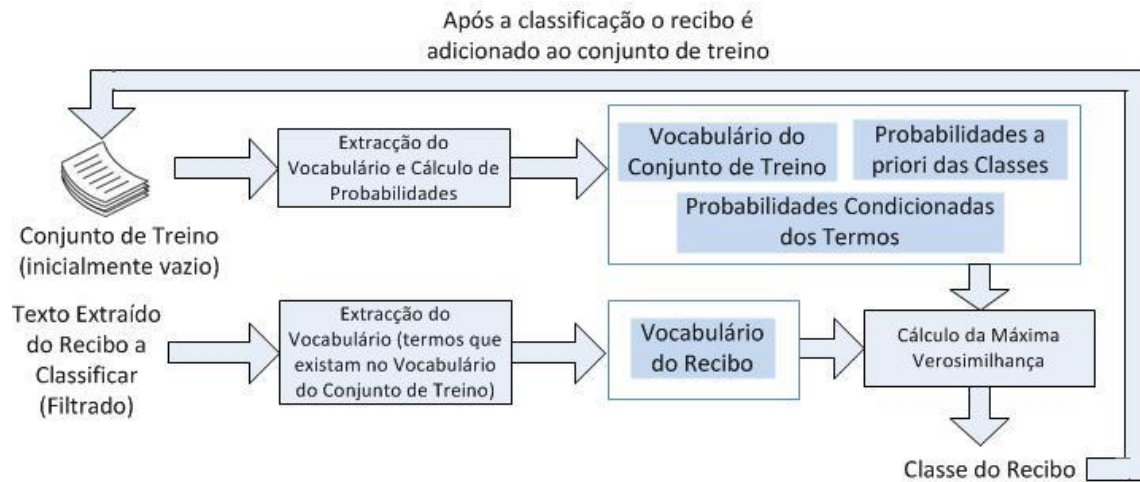 Após a classificação o recibo é
adicionado ao conjunto de treino
Extracção do
Vocabulário e Cálculo de
Probabilidades
Vocabulário do
Conjunto de Treino
Probabilidades a
priori das Classes
Probabilidades Condicionadas
dos Termos
Conjunto de Treino
(inicialmente vazio)
Texto Extraído
do Recibo a
Classificar
(Filtrado)
Extracção do
Vocabulário (termos que
existam no Vocabulário
do Conjunto de Treino)
Vocabulário
do Recibo
Cálculo da Máxima
Verosimilhança
Classe do Recibo